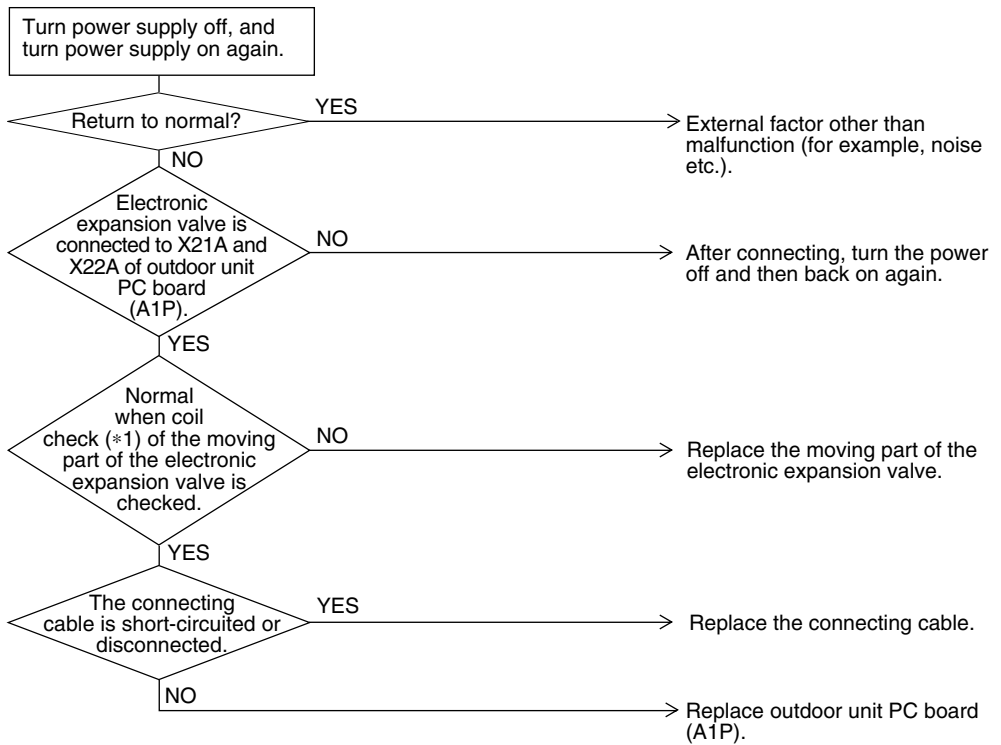 Turn power supply off, and
turn power supply on again.
Return to normal?
YES
External factor other than
malfunction (for example, noise
etc.).
NO
Electronic
expansion valve is
connected to X21A and
X22A of outdoor unit
PC board
(A1P).
NO
After connecting, turn the power
off and then back on again.
YES
Normal
when coil
check (*1) of the moving
part of the electronic
expansion valve is
checked.
NO
Replace the moving part of the
electronic expansion valve.
YES
The connecting
cable is short-circuited or
disconnected.
YES
Replace the connecting cable.
NO
Replace outdoor unit PC board
(A1P).